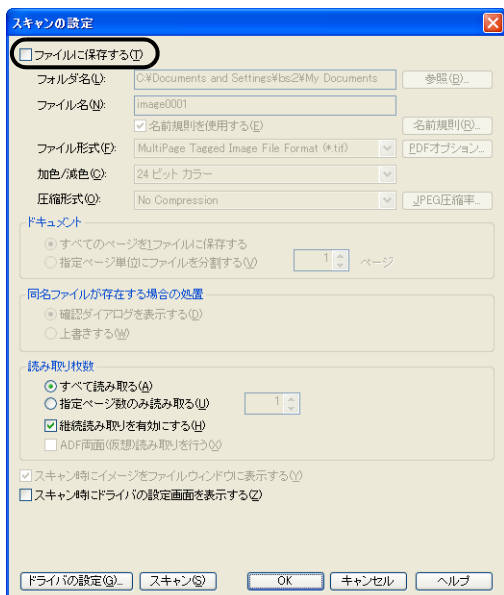 スキャンの設定
ファイルに保存する(T)
フォルダ名(L): C:¥Documents and Settings¥bs2¥My Documents 参照(B)...
ファイル名(N): image0001
名前規則を使用する(E) 名前規則(R)...
ファイル形式(F): MultiPage Tagged Image File Format (*.tif) PDFオプション...
加色/減色(C): 24 ビット カラー
圧縮形式(O): No Compression JPEG圧縮率...
ドキュメント
すべてのページを1ファイルに保存する
指定ページ単位にファイルを分割する(V) 1 ページ
同名ファイルが存在する場合の処置
確認ダイアログを表示する(D)
上書きする(W)
読み取り枚数
すべて読み取る(A)
指定ページ数のみ読み取る(U) 1
継続読み取りを有効にする(H)
ADF両面(仮想)読み取りを行う(X)
スキャン時にイメージをファイルウィンドウに表示する(Y)
スキャン時にドライバの設定画面を表示する(Z)
ドライバの設定(G)... スキャン(S) OK キャンセル ヘルプ